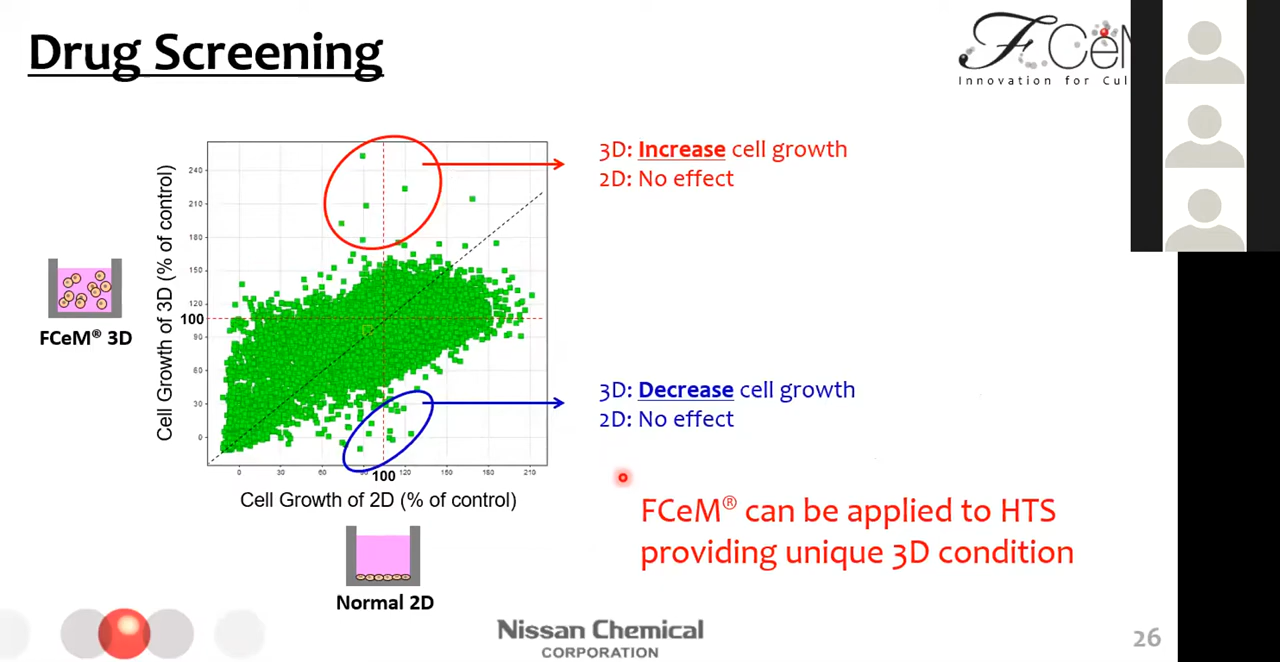 Drug Screening
FCeM
Innovation for Cul
3D: Increase cell growth
2D: No effect
Cell Growth of 3D (% of control)
240
210
180
150
120
100
90
60
30
0
FCeM® 3D
3D: Decrease cell growth
2D: No effect
0
30
60
90
120
150
180
210
100
Cell Growth of 2D (% of control)
FCeM® can be applied to HTS
providing unique 3D condition
Normal 2D
Nissan Chemical
CORPORATION
26